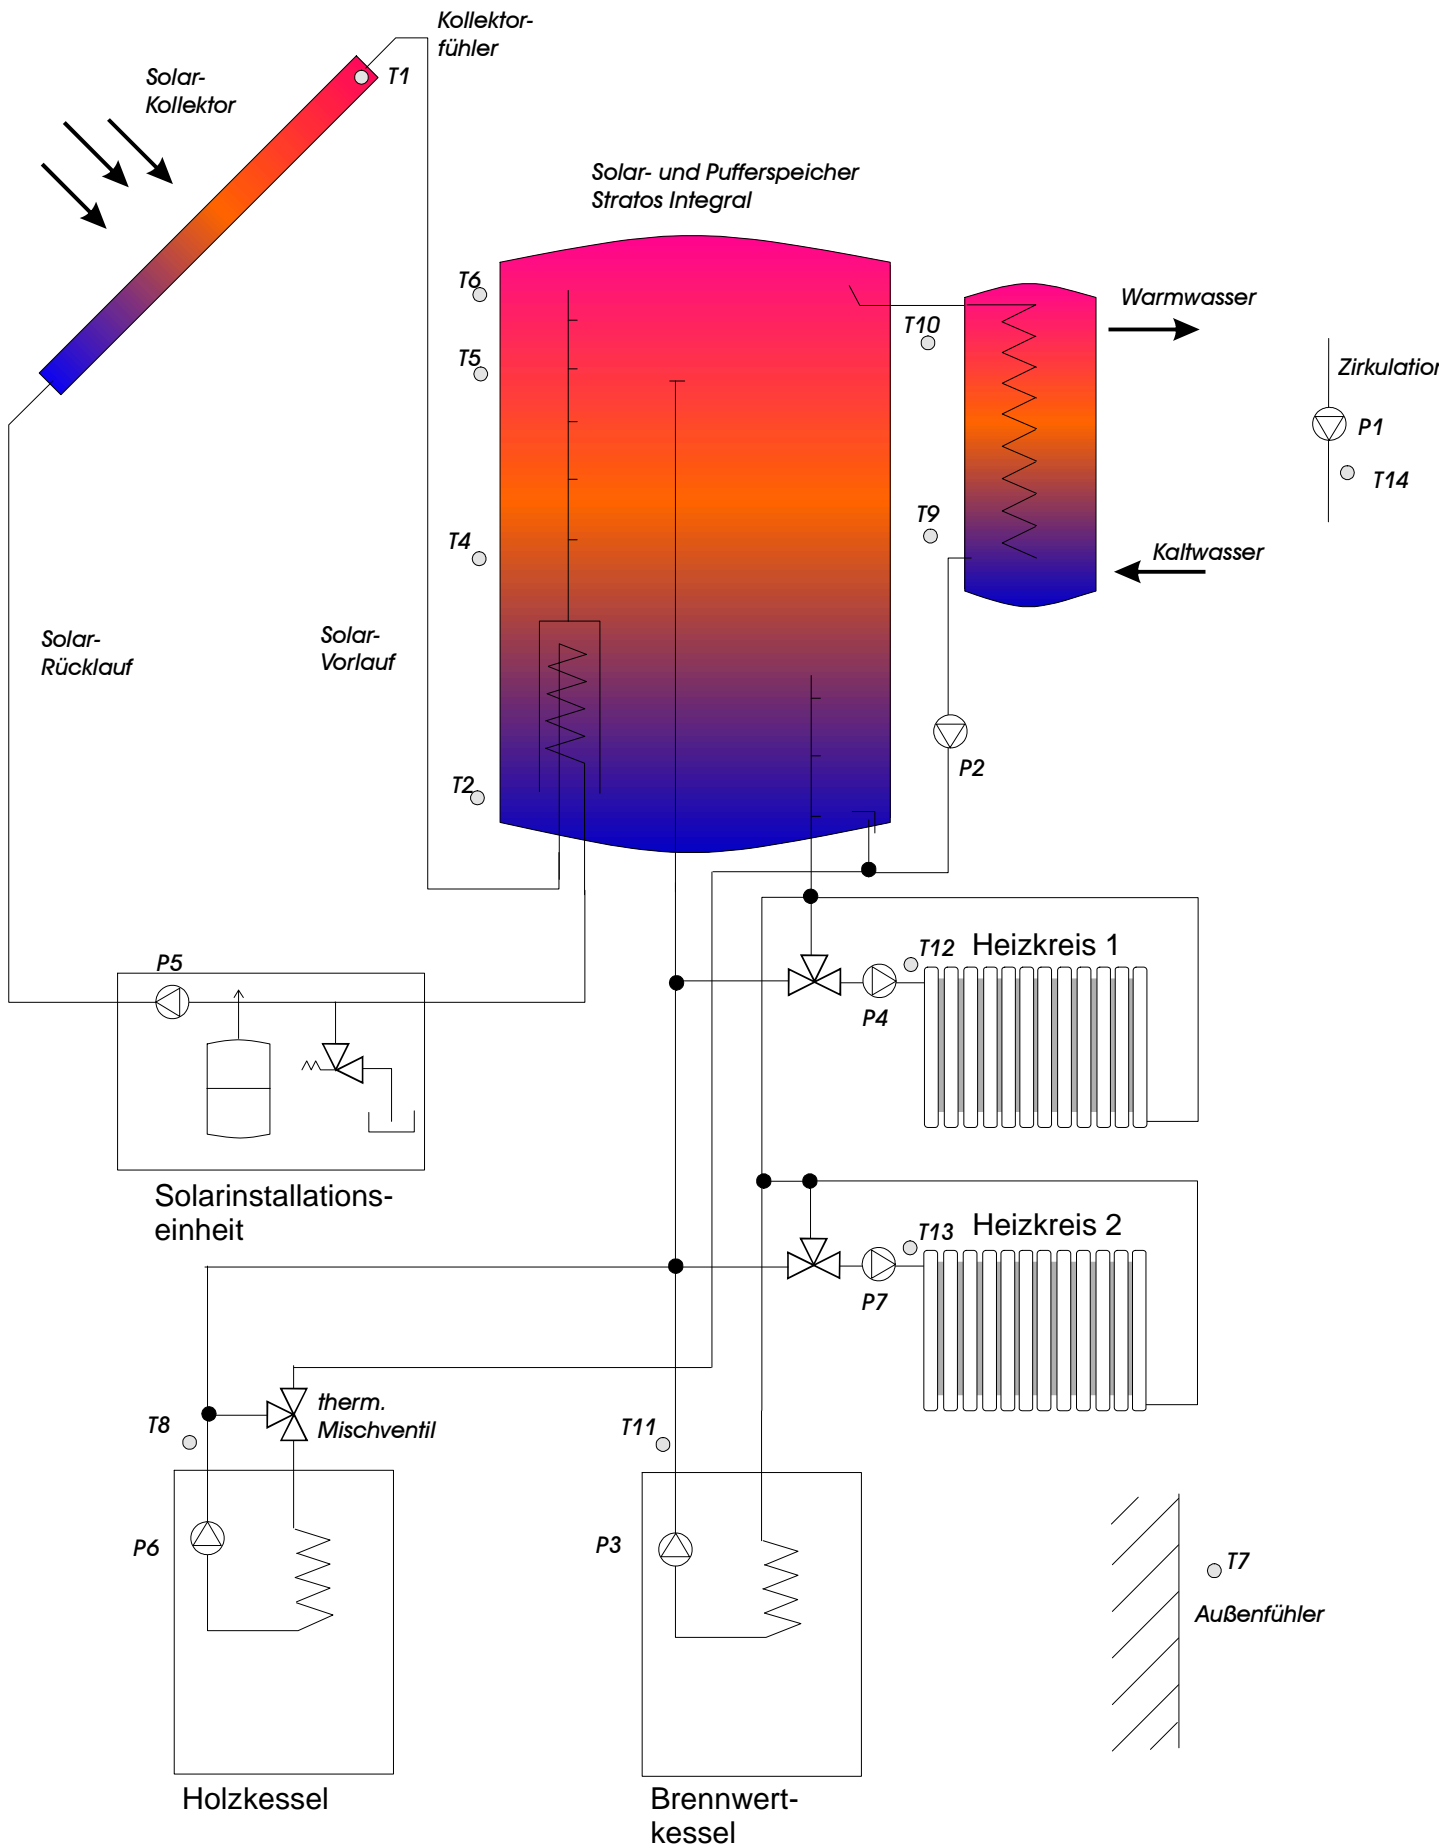 Kollektor-
fühler
Solar-
Kollektor
T1
Solar- und Pufferspeicher
Stratos Integral
T6
T5
T4
T2
T10
T9
Warmwasser
Kaltwasser
Zirkulation
P1
T14
Solar-
Rücklauf
Solar-
Vorlauf
P2
P5
T12
Heizkreis 1
P4
Solarinstallations-
einheit
T13
Heizkreis 2
P7
therm.
Mischventil
T8
T11
P6
P3
T7
Außenfühler
Holzkessel
Brennwert-
kessel